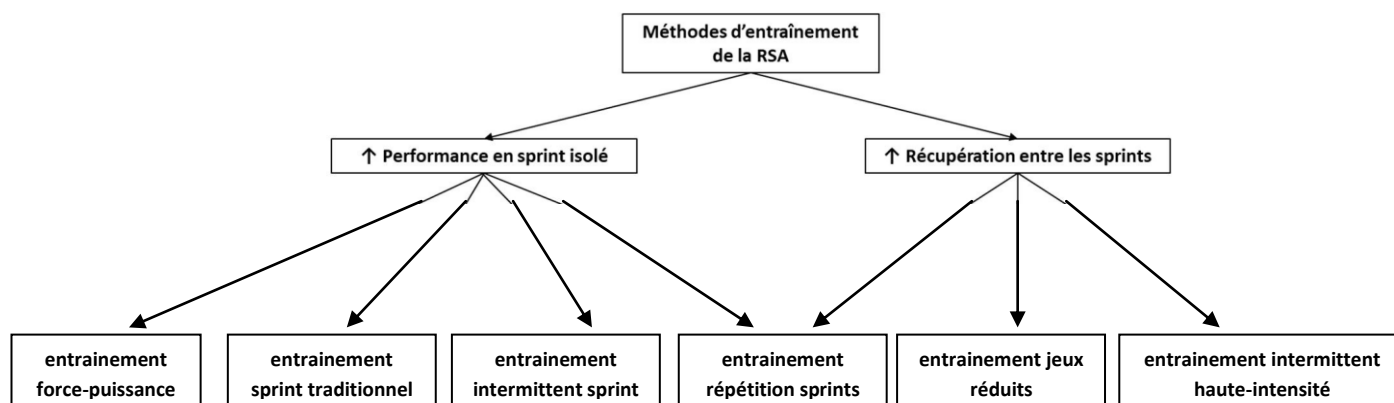 Méthodes d'entraînement
de la RSA
↑ Performance en sprint isolé
↑ Récupération entre les sprints
entrainement
force-puissance
entrainement
sprint traditionnel
entrainement
intermittent sprint
entrainement
répétition sprints
entrainement jeux
réduits
entrainement intermittent
haute-intensité